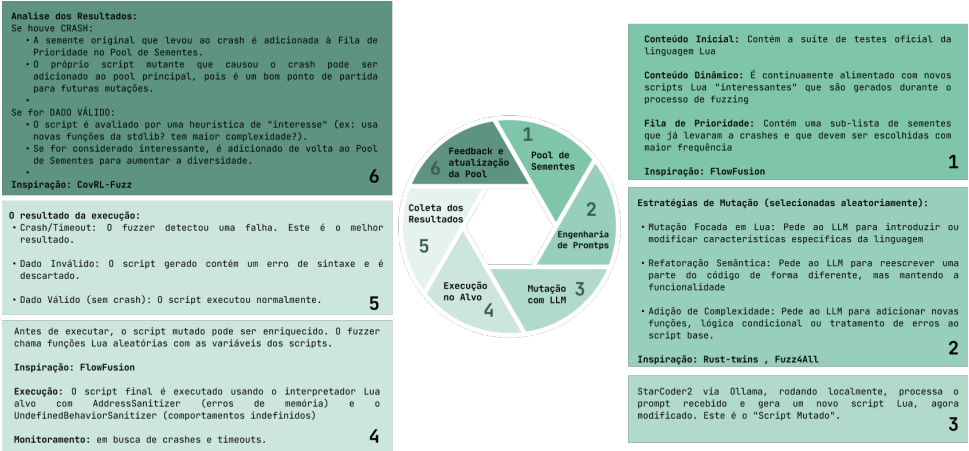 Analise dos Resultados:
Se houve CRASH:
• A semente original que levou ao crash é adicionada à Fila de
Prioridade no Pool de Sementes.
• O próprio script mutante que causou o crash pode ser
adicionado ao pool principal, pois é um bom ponto de partida
para futuras mutações.
•
Se for DADO VÁLIDO:
• O script é avaliado por uma heurística de "interesse" (ex: usa
novas funções da stdlib? tem maior complexidade?).
• Se for considerado interessante, é adicionado de volta ao Pool
de Sementes para aumentar a diversidade.
•
Inspiração: CovRL-Fuzz
6
O resultado da execução:
• Crash/Timeout: O fuzzer detectou uma falha. Este é o melhor
resultado.
• Dado Inválido: O script gerado contém um erro de sintaxe e é
descartado.
• Dado Válido (sem crash): O script executou normalmente.
5
Antes de executar, o script mutado pode ser enriquecido. O fuzzer
chama funções Lua aleatórias com as variáveis dos scripts.
Inspiração: FlowFusion
Execução: O script final é executado usando o interpretador Lua
alvo com AddressSanitizer (erros de memória) e o
UndefinedBehaviorSanitizer (comportamentos indefinidos)
Monitoramento: em busca de crashes e timeouts.
4
1
Pool de
Sementes
2
Engenharia
de Promtps
Mutação
com LLM
3
Execução
no Alvo
4
Coleta dos
Resultados
5
6
Feedback e
atualização
da Pool
Conteúdo Inicial: Contém a suíte de testes oficial da
linguagem Lua
Conteúdo Dinâmico: É continuamente alimentado com novos
scripts Lua "interessantes" que são gerados durante o
processo de fuzzing
Fila de Prioridade: Contém uma sub-lista de sementes
que já levaram a crashes e que devem ser escolhidas com
maior frequência
Inspiração: FlowFusion
1
Estratégias de Mutação (selecionadas aleatoriamente):
• Mutação Focada em Lua: Pede ao LLM para introduzir ou
modificar características específicas da linguagem
• Refatoração Semântica: Pede ao LLM para reescrever uma
parte do código de forma diferente, mas mantendo a
funcionalidade
• Adição de Complexidade: Pede ao LLM para adicionar novas
funções, lógica condicional ou tratamento de erros ao
script base.
Inspiração: Rust-twins , Fuzz4All
2
StarCoder2 via Ollama, rodando localmente, processa o
prompt recebido e gera um novo script Lua, agora
modificado. Este é o "Script Mutado".
3